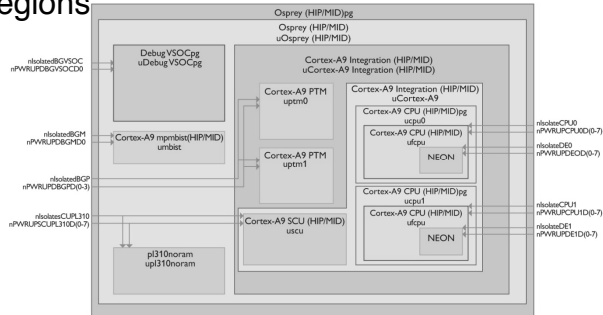 egions
Osprey (HIP/MID)pg
Osprey (HIP/MID)
uOsprey (HIP/MID)
Debug VSOCpg
uDebug VSOCpg
Cortex-A9 Integration (HIP/MID)
uCortex-A9 Integration (HIP/MID)
nIsolatedBGVSOC
nPWRUPDBGVSOCD0
Cortex-A9 PTM
uptm0
Cortex-A9 Integration (HIP/MID)
uCortex-A9
Cortex-A9 CPU (HIP/MID)pg
ucpu0
Cortex-A9 CPU (HIP/MID)
ufcpu
NEON
nIsolateCPU0
nPWRUPCPU0D(0-7)
nIsolateDE0
nPWRUPDEOD(0-7)
nIsolatedBGM
nPWRUPDBGMD0
Cortex-A9 mpmbist(HIP/MID)
umbist
Cortex-A9 PTM
uptm1
nIsolatedBGP
nPWRUPDBGPD(0-3)
Cortex-A9 CPU (HIP/MID)pg
ucpu1
Cortex-A9 CPU (HIP/MID)
ufcpu
NEON
nIsolateCPU1
nPWRUPCPU1D(0-7)
nIsolateDE1
nPWRUPDE1D(0-7)
nIsolatesCUPL310
nPWRUPSCUPL310D(0-7)
Cortex-A9 SCU (HIP/MID)
uscu
pl310noram
upl310noram